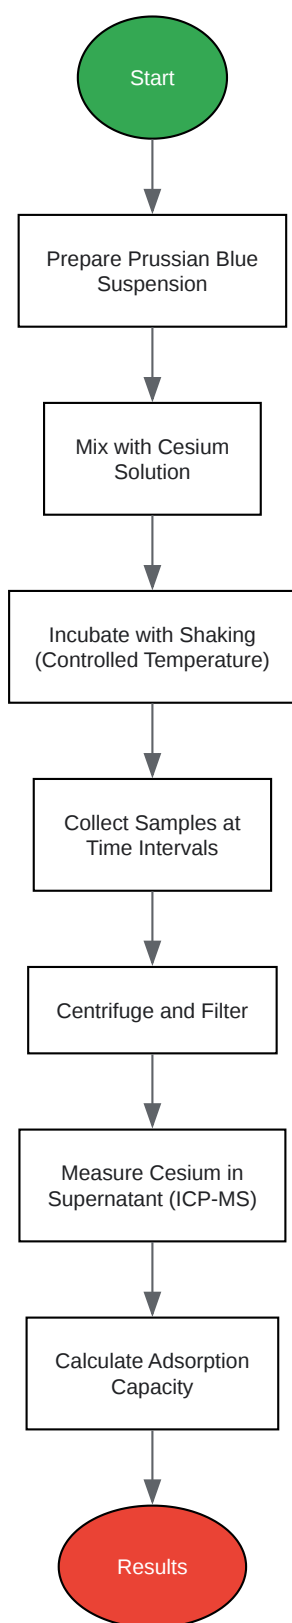 Start
Prepare Prussian Blue
Suspension
Mix with Cesium
Solution
Incubate with Shaking
(Controlled Temperature)
Collect Samples at
Time Intervals
Centrifuge and Filter
Measure Cesium in
Supernatant (ICP-MS)
Calculate Adsorption
Capacity
Results